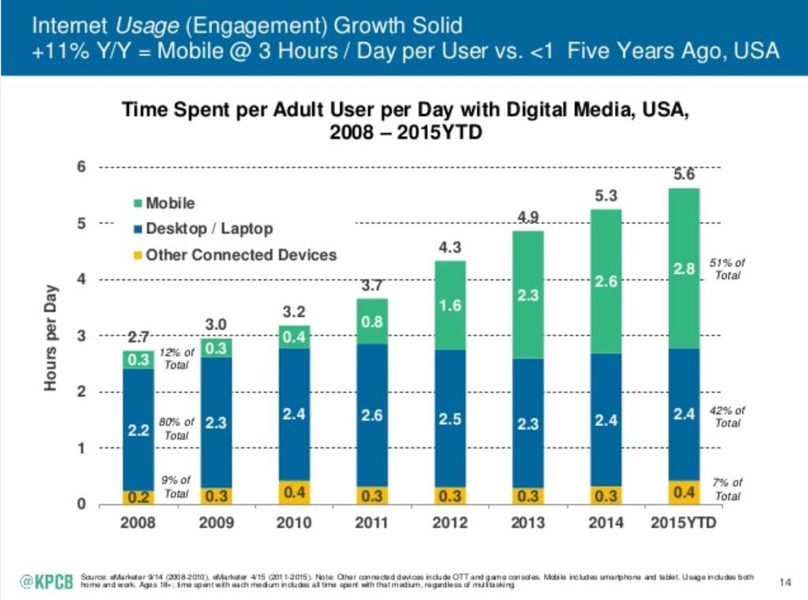 Internet Usage (Engagement) Growth Solid
+11% Y/Y = Mobile @ 3 Hours / Day per User vs. <1 Five Years Ago, USA
Time Spent per Adult User per Day with Digital Media, USA,
2008 – 2015YTD
Hours per Day
6
5
4
3
2
1
0
Mobile
Desktop / Laptop
Other Connected Devices
2.7
0.3
2.2
0.2
12% of
Total
80% of
Total
9% of
Total
3.0
0.3
2.3
0.3
3.2
0.4
2.4
0.4
3.7
0.8
2.6
0.3
4.3
1.6
2.5
0.3
4.9
2.3
2.3
0.3
5.3
2.6
2.4
0.3
5.6
2.8
2.4
0.4
51% of
Total
42% of
Total
7% of
Total
2008 2009 2010 2011 2012 2013 2014 2015YTD
@KPCB
Source: eMarketer 9/14 (2008-2010), eMarketer 4/15 (2011-2015). Note: Other connected devices include OTT and game consoles. Mobile includes smartphone and tablet. Usage includes both
home and work. Ages 18+; time spent with each medium includes all time spent with that medium, regardless of multitasking.
14